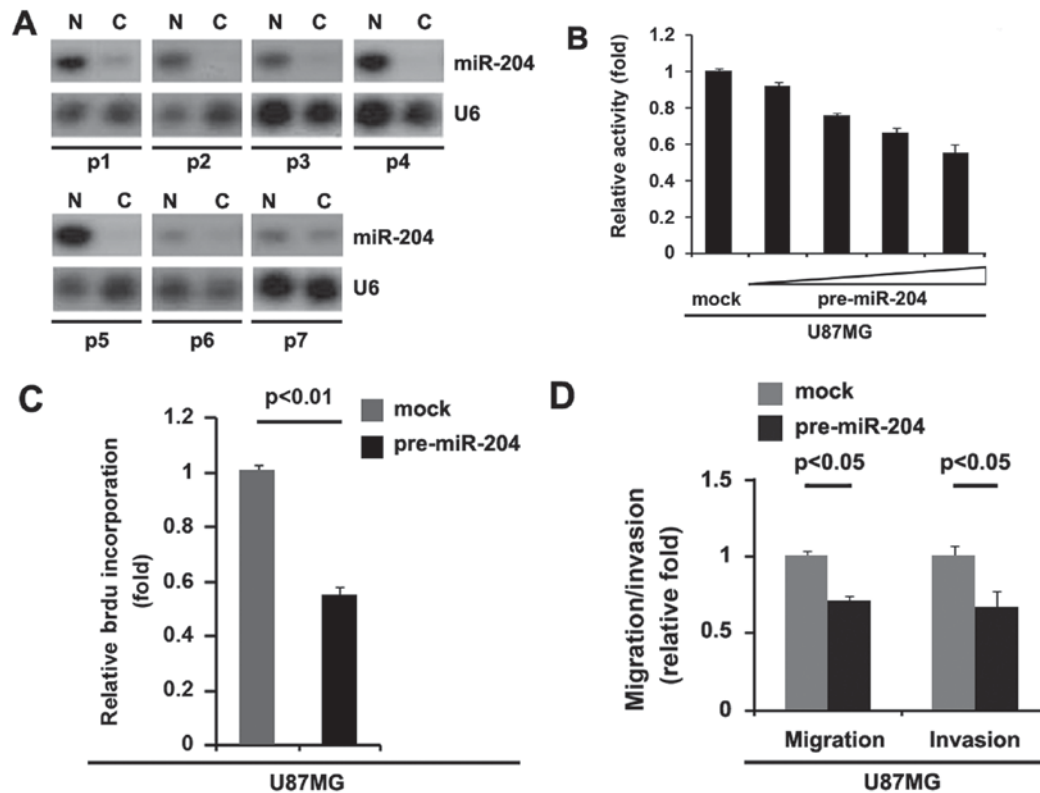 A
N C N C N C N C
miR-204
U6
p1 p2 p3 p4
N C N C N C
miR-204
U6
p5 p6 p7
B
Relative activity (fold)
1.2
1
0.8
0.6
0.4
0.2
0
mock pre-miR-204
U87MG
C
p<0.01
mock
pre-miR-204
Relative brdu incorporation
(fold)
1.2
1
0.8
0.6
0.4
0.2
0
U87MG
D
mock
pre-miR-204
p<0.05 p<0.05
Migration/invasion
(relative fold)
1.5
1
0.5
0
Migration Invasion
U87MG